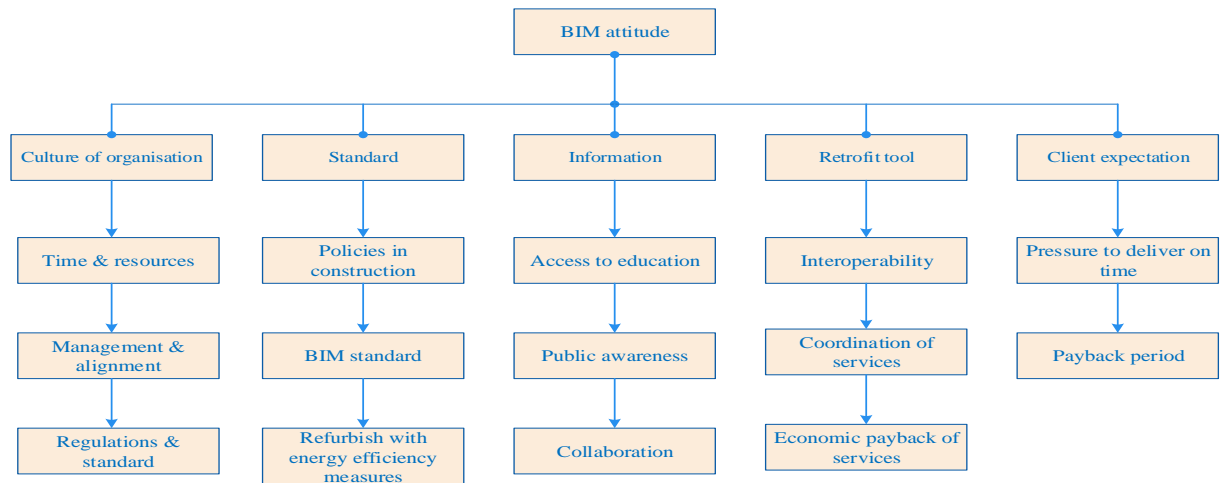 BIM attitude
Culture of organisation
Standard
Information
Retrofit tool
Client expectation
Time & resources
Policies in
construction
Access to education
Interoperability
Pressure to deliver on
time
Management &
alignment
BIM standard
Public awareness
Coordination of
services
Payback period
Regulations &
standard
Refurbish with
energy efficiency
measures
Collaboration
Economic payback of
services